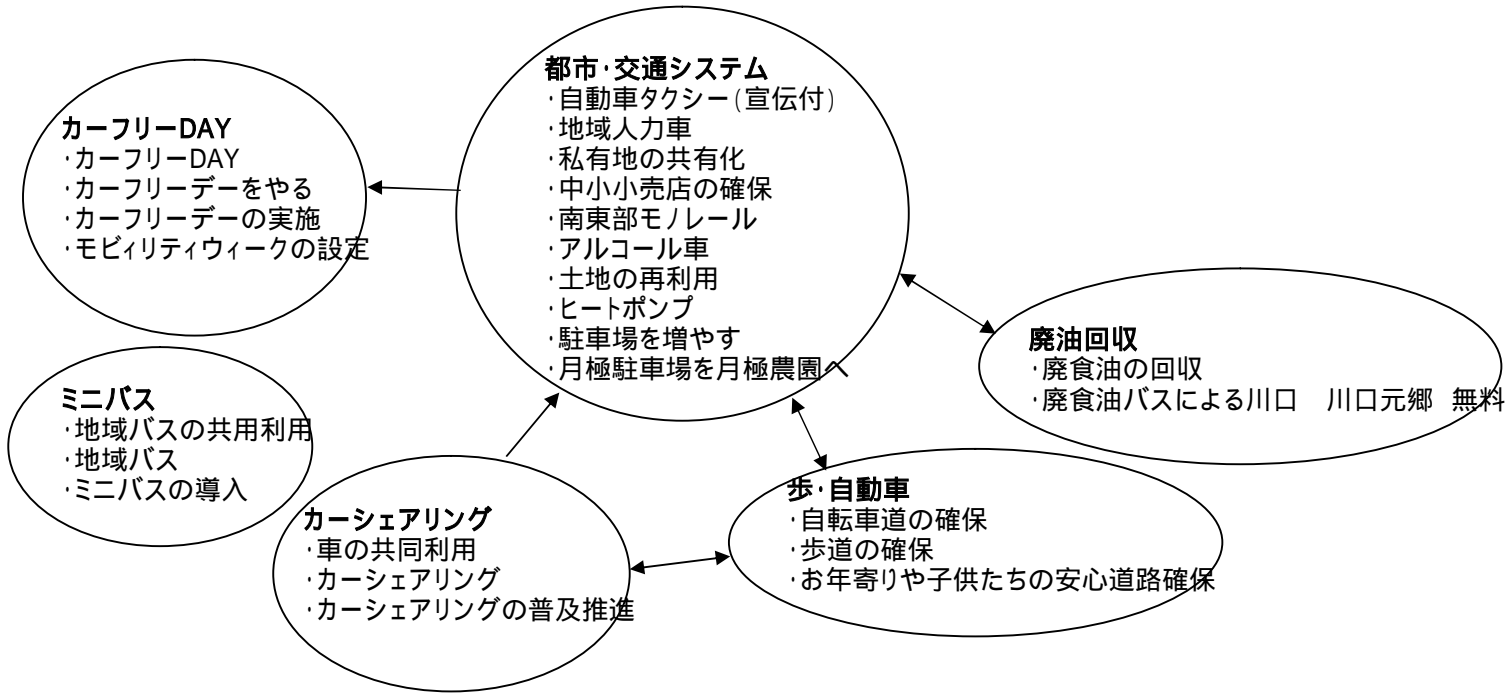 都市・交通システム
・自動車タクシー(宣伝付)
・地域人力車
・私有地の共有化
・中小小売店の確保
・南東部モノレール
・アルコール車
・土地の再利用
・ヒートポンプ
・駐車場を増やす
・月極駐車場を月極農園へ
カーフリーDAY
・カーフリーDAY
・カーフリーデーをやる
・カーフリーデーの実施
・モビィリティウィークの設定
廃油回収
・廃食油の回収
・廃食油バスによる川口　川口元郷 無料
ミニバス
・地域バスの共用利用
・地域バス
・ミニバスの導入
カーシェアリング
・車の共同利用
・カーシェアリング
・カーシェアリングの普及推進
歩・自動車
・自転車道の確保
・歩道の確保
・お年寄りや子供たちの安心道路確保